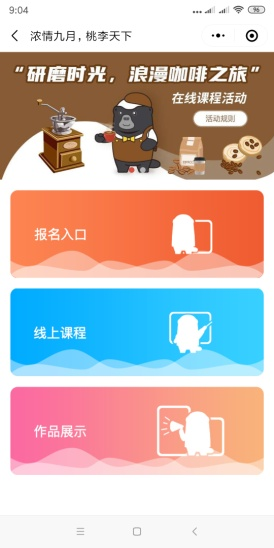 9:04
96
浓情九月，桃李天下
“研磨时光，浪漫咖啡之旅”
在线课程活动
活动规则
报名入口
线上课程
作品展示